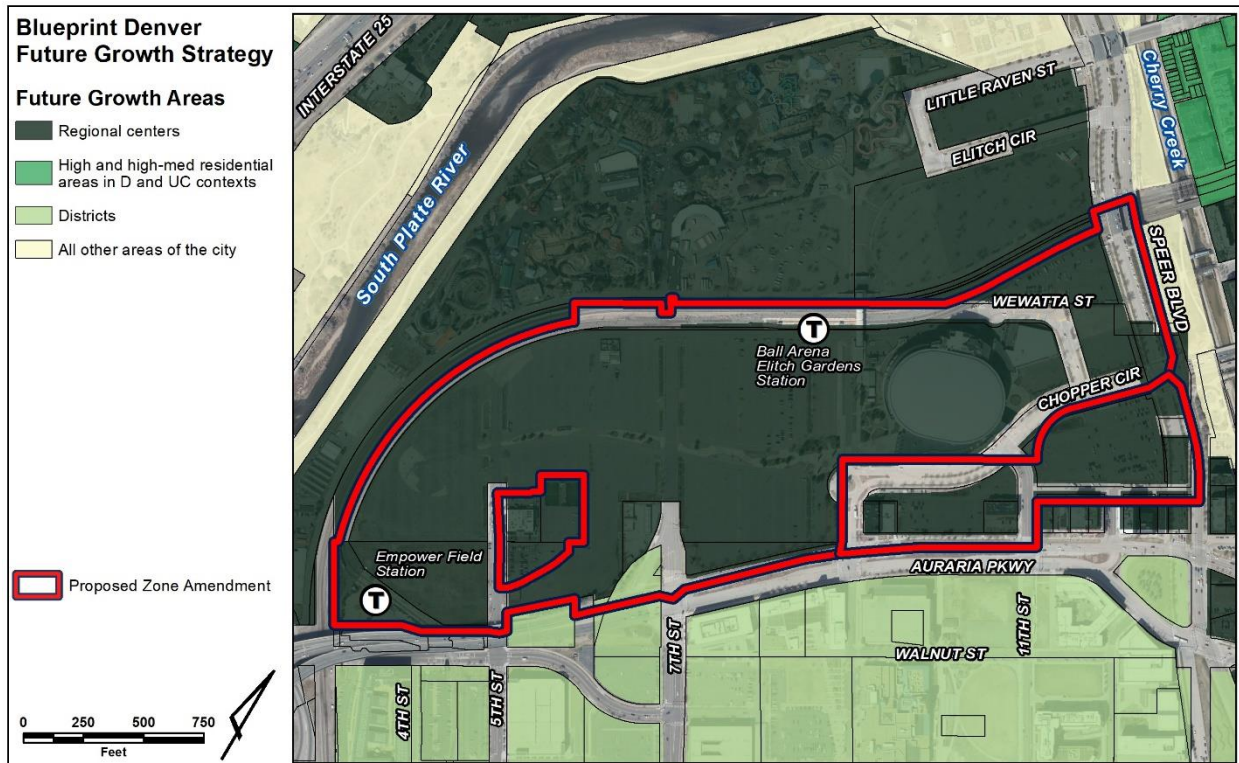 Blueprint Denver
Future Growth Strategy
Future Growth Areas
Regional centers
High and high-med residential
areas in D and UC contexts
Districts
All other areas of the city
Proposed Zone Amendment
0 250 500 750
Feet
INTERSTATE 25
South Platte River
LITTLE RAVEN ST
ELITCH CIR
Cherry Creek
SPEER BLVD
WEWATTA ST
T
Ball Arena
Elitch Gardens
Station
CHOPPER CIR
Empower Field
Station
T
AURARIA PKWY
WALNUT ST
4TH ST
5TH ST
7TH ST
11TH ST